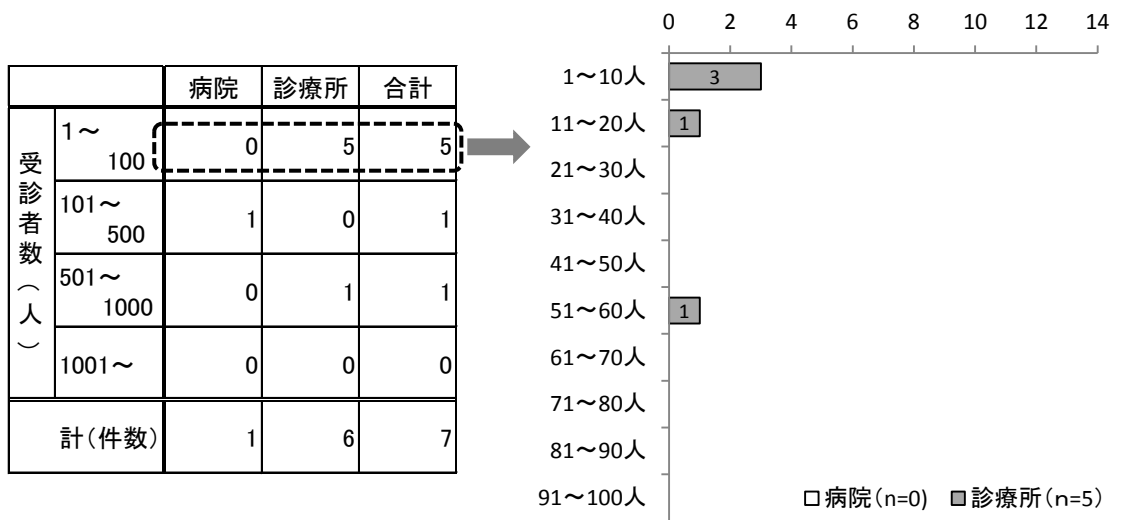 病院 診療所 合計
受診者数(人)
1～100 0 5 5
101～500 1 0 1
501～1000 0 1 1
1001～ 0 0 0
計(件数) 1 6 7
0 2 4 6 8 10 12 14
1～10人 3
11～20人 1
21～30人
31～40人
41～50人
51～60人 1
61～70人
71～80人
81～90人
91～100人
病院(n=0) 診療所(n=5)